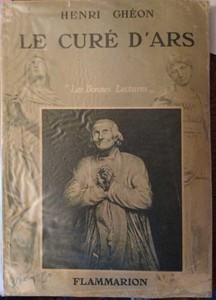 HENRI GHÉON
LE CURÉ D'ARS
"Les Bonnes Lectures"
FLAMMARION